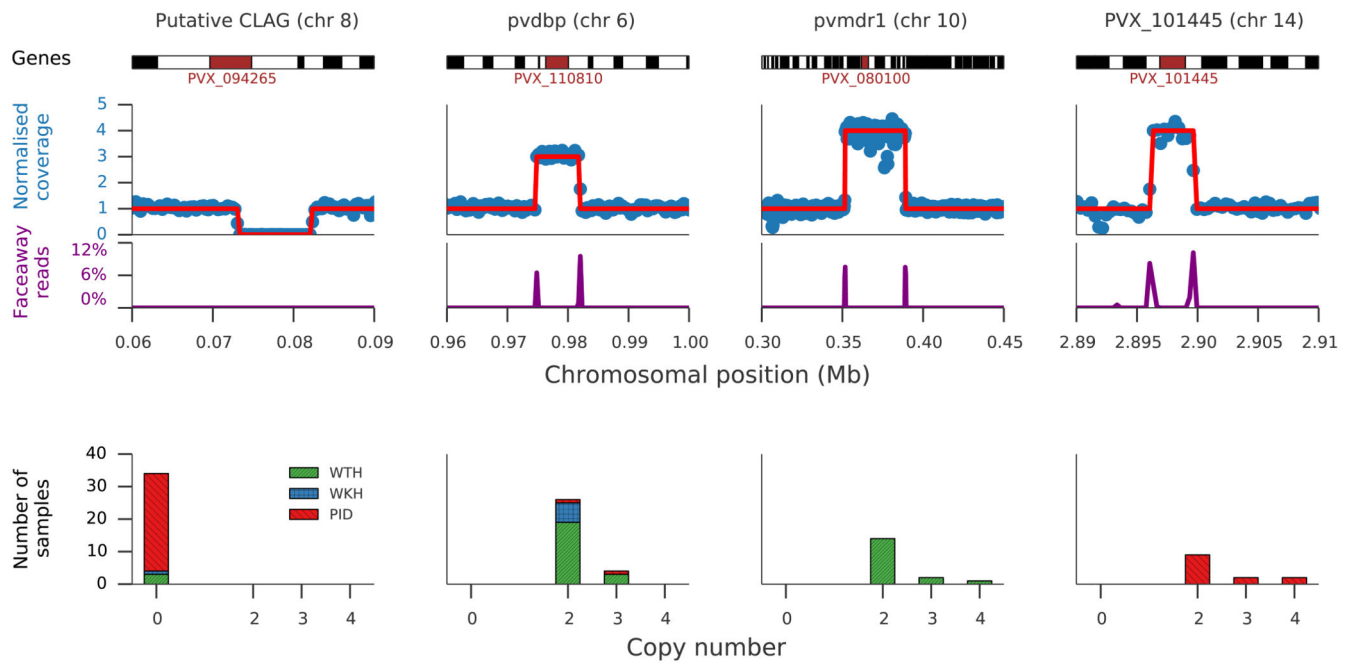 Putative CLAG (chr 8) pvdbp (chr 6) pvmdr1 (chr 10) PVX_101445 (chr 14)
Genes
PVX_094265 PVX_110810 PVX_080100 PVX_101445
Normalised
coverage
5
4
3
2
1
0
Faceaway
reads
12%
6%
0%
0.06 0.07 0.08 0.09 0.96 0.97 0.98 0.99 1.00 0.30 0.35 0.40 0.45 2.89 2.895 2.90 2.905 2.91
Chromosomal position (Mb)
Number of
samples
40
30
20
10
0
WTH
WKH
PID
0 2 3 4 0 2 3 4 0 2 3 4 0 2 3 4
Copy number